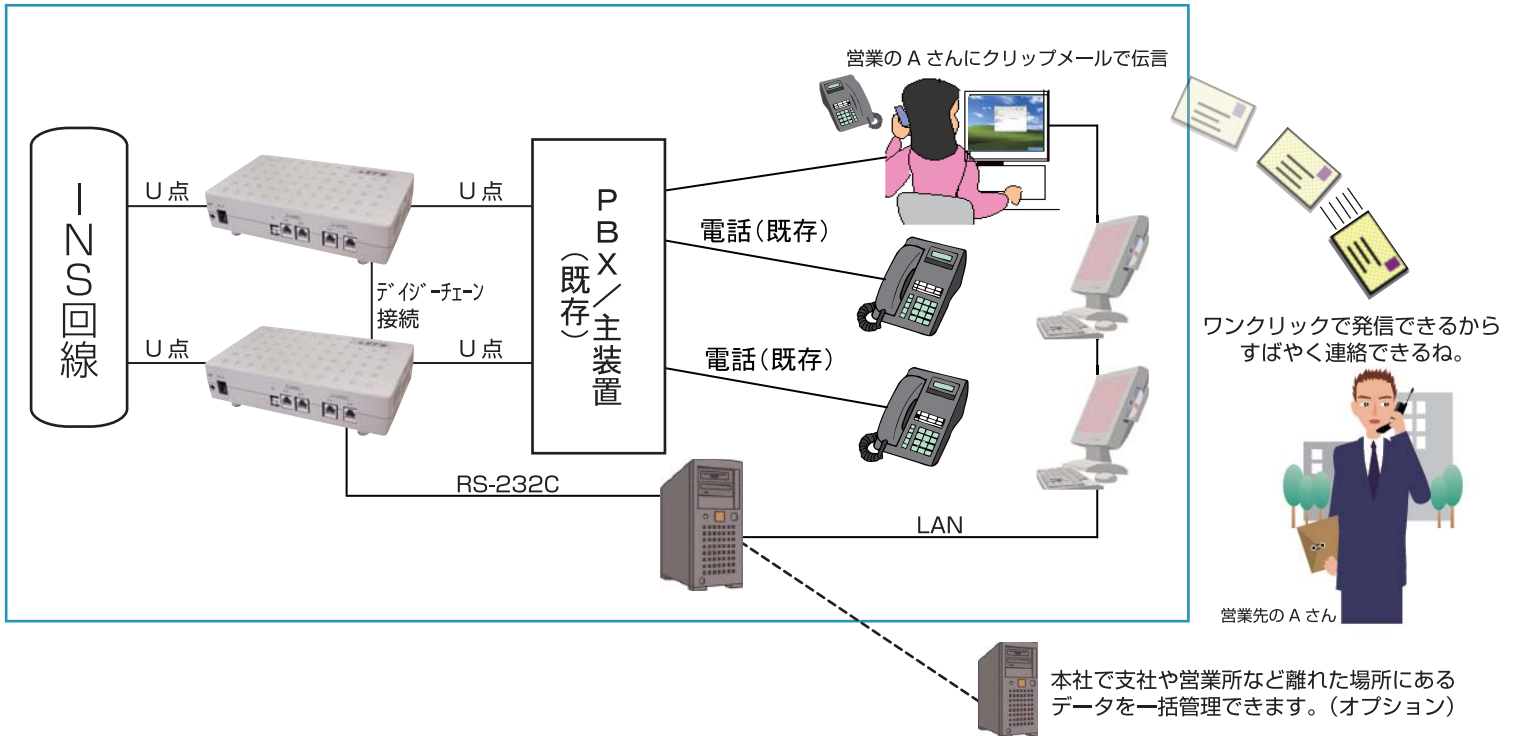 営業の A さんにクリップメールで伝言
INS回線
U 点
U 点
PBX/主装置
(既存)
電話(既存)
ﾃﾞｲｼﾞｰﾁｪｰﾝ
接続
U 点
U 点
電話(既存)
RS-232C
LAN
ワンクリックで発信できるから
すばやく連絡できるね。
営業先の A さん
本社で支社や営業所など離れた場所にある
データを一括管理できます。(オプション)